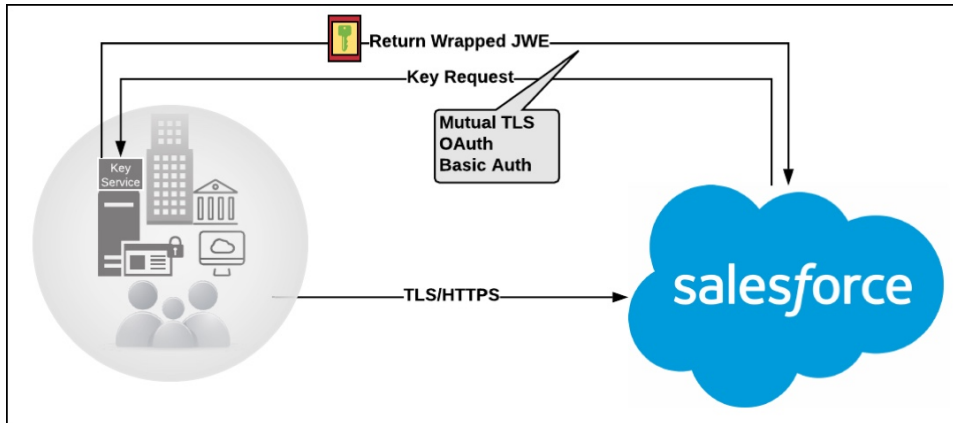 Return Wrapped JWE
Key Request
Mutual TLS
OAuth
Basic Auth
Key
Service
salesforce
TLS/HTTPS